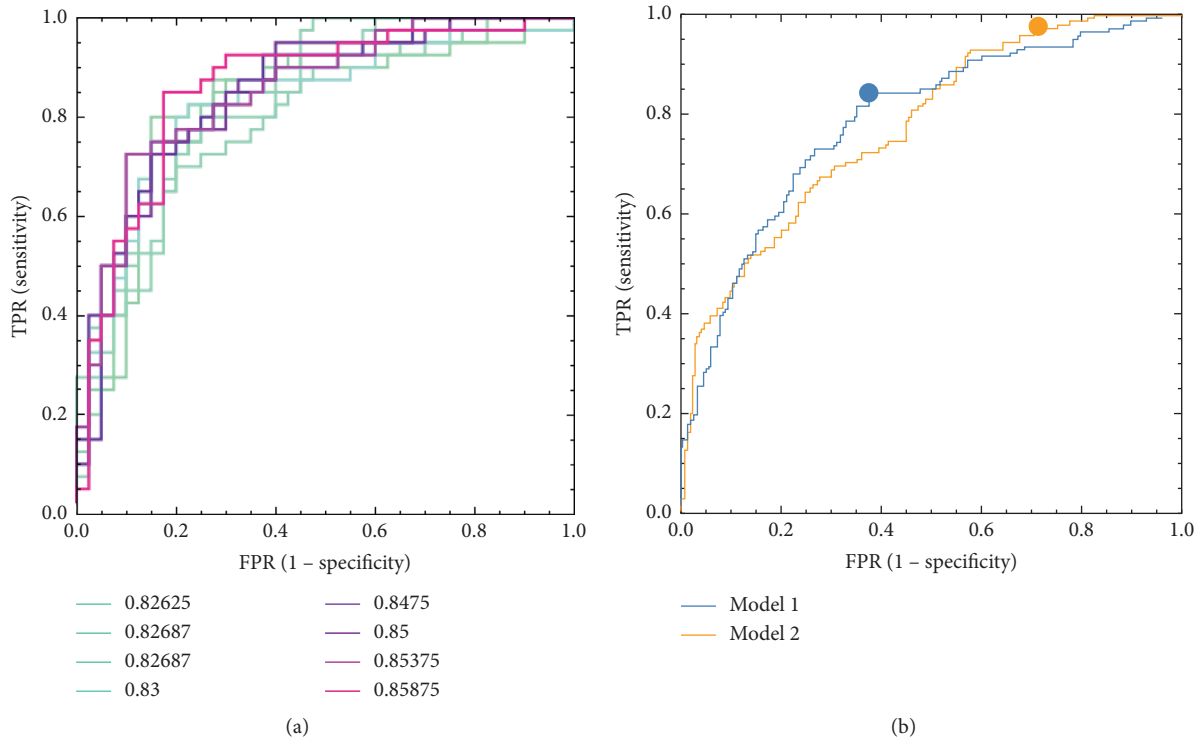 1.0
0.8
0.6
0.4
0.2
0.0
TPR (sensitivity)
0.0 0.2 0.4 0.6 0.8 1.0
FPR (1 – specificity)
0.82625
0.82687
0.82687
0.83
0.8475
0.85
0.85375
0.85875
(a)
1.0
0.8
0.6
0.4
0.2
0.0
TPR (sensitivity)
0.0 0.2 0.4 0.6 0.8 1.0
FPR (1 – specificity)
Model 1
Model 2
(b)